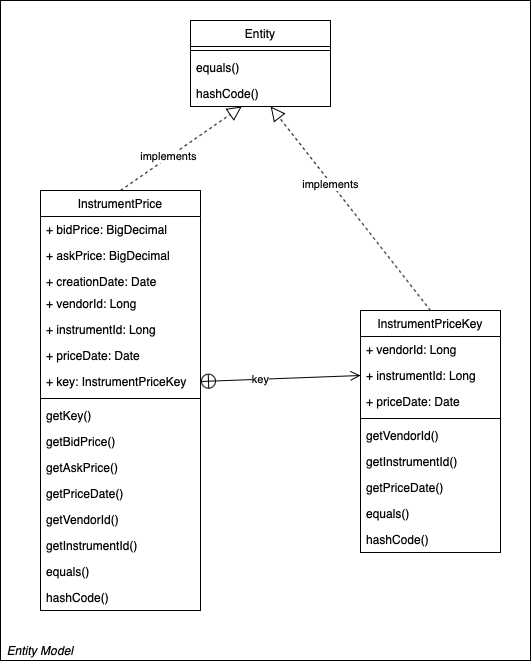 Entity
equals()
hashCode()
implements
implements
InstrumentPrice
+ bidPrice: BigDecimal
+ askPrice: BigDecimal
+ creationDate: Date
+ vendorId: Long
+ instrumentId: Long
+ priceDate: Date
+ key: InstrumentPriceKey
getKey()
getBidPrice()
getAskPrice()
getPriceDate()
getVendorId()
getInstrumentId()
equals()
hashCode()
key
InstrumentPriceKey
+ vendorId: Long
+ instrumentId: Long
+ priceDate: Date
getVendorId()
getInstrumentId()
getPriceDate()
equals()
hashCode()
Entity Model